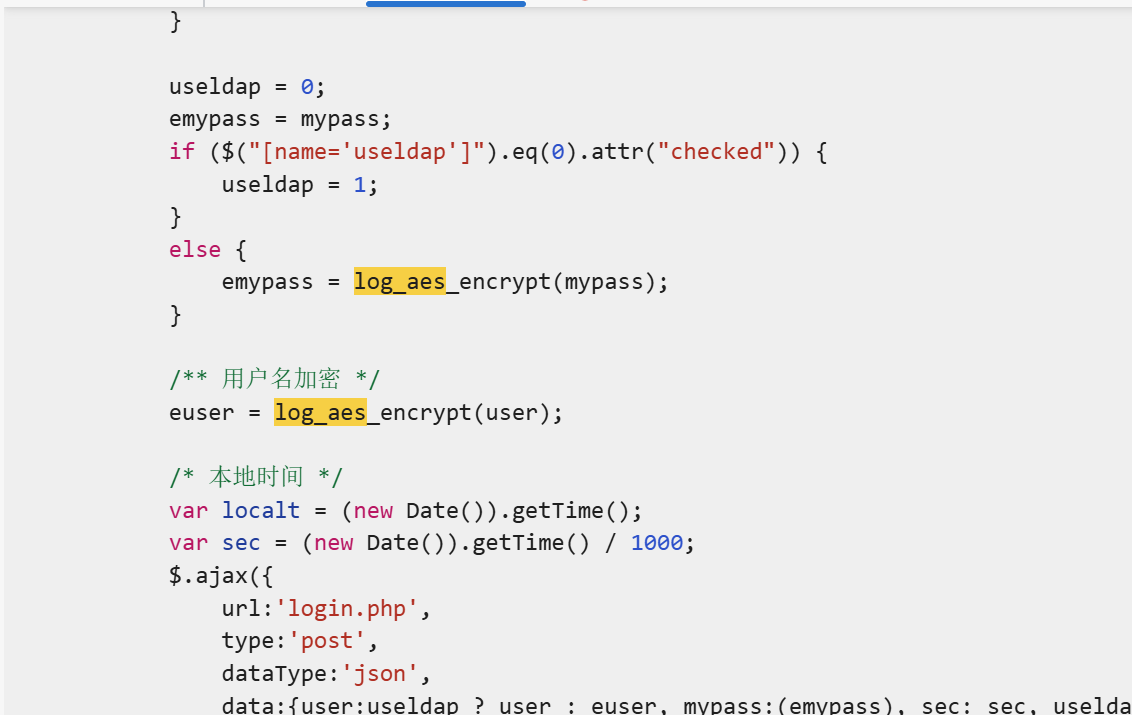 }
useldap = 0;
emypass = mypass;
if ($("[name='useldap']").eq(0).attr("checked")) {
useldap = 1;
}
else {
emypass = log_aes_encrypt(mypass);
}
/** 用户名加密 */
euser = log_aes_encrypt(user);
/* 本地时间 */
var localt = (new Date()).getTime();
var sec = (new Date()).getTime() / 1000;
$.ajax({
url:'login.php',
type:'post',
dataType:'json',
data:{user:useldap ? user : euser, mypass:(emypass), sec: sec, uselda